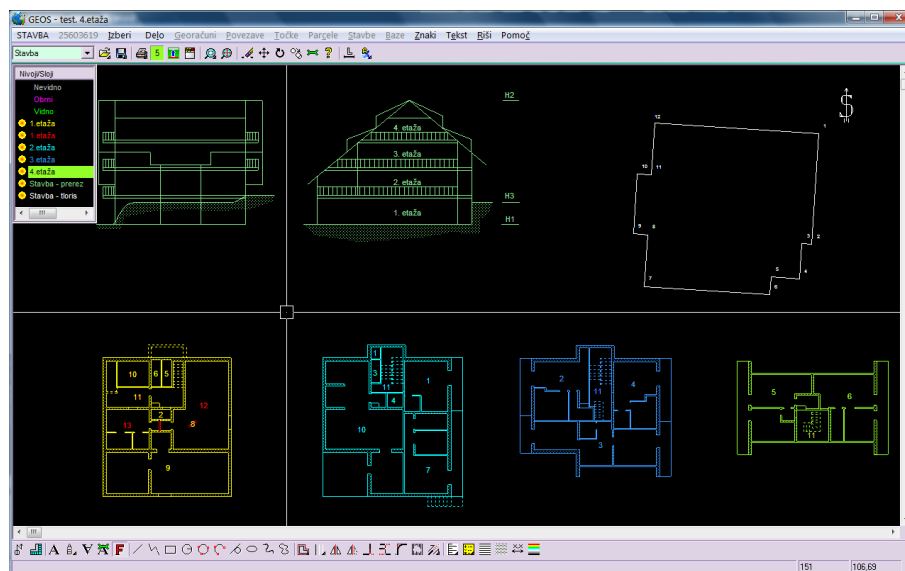 GEOS - test. 4.etaža
STAVBA 25603619 Izberi Delo Georačuni Povezave Točke Parcele Stavbe Baze Znaki Tekst Riši Pomoč
Stavba
5
Nivoji/Sloji
Nevidno
Obrni
Vidno
1.etaža
1.etaža
2.etaža
3.etaža
4.etaža
Stavba - prerez
Stavba - tloris
4. etaža
3. etaža
2. etaža
1. etaža
H2
H3
H1
12
1
10
11
9
8
3
2
5
4
7
6
10
6
5
11
12
2
13
8
9
1
3
11
1
4
10
7
2
11
4
3
5
6
11
151
106,69